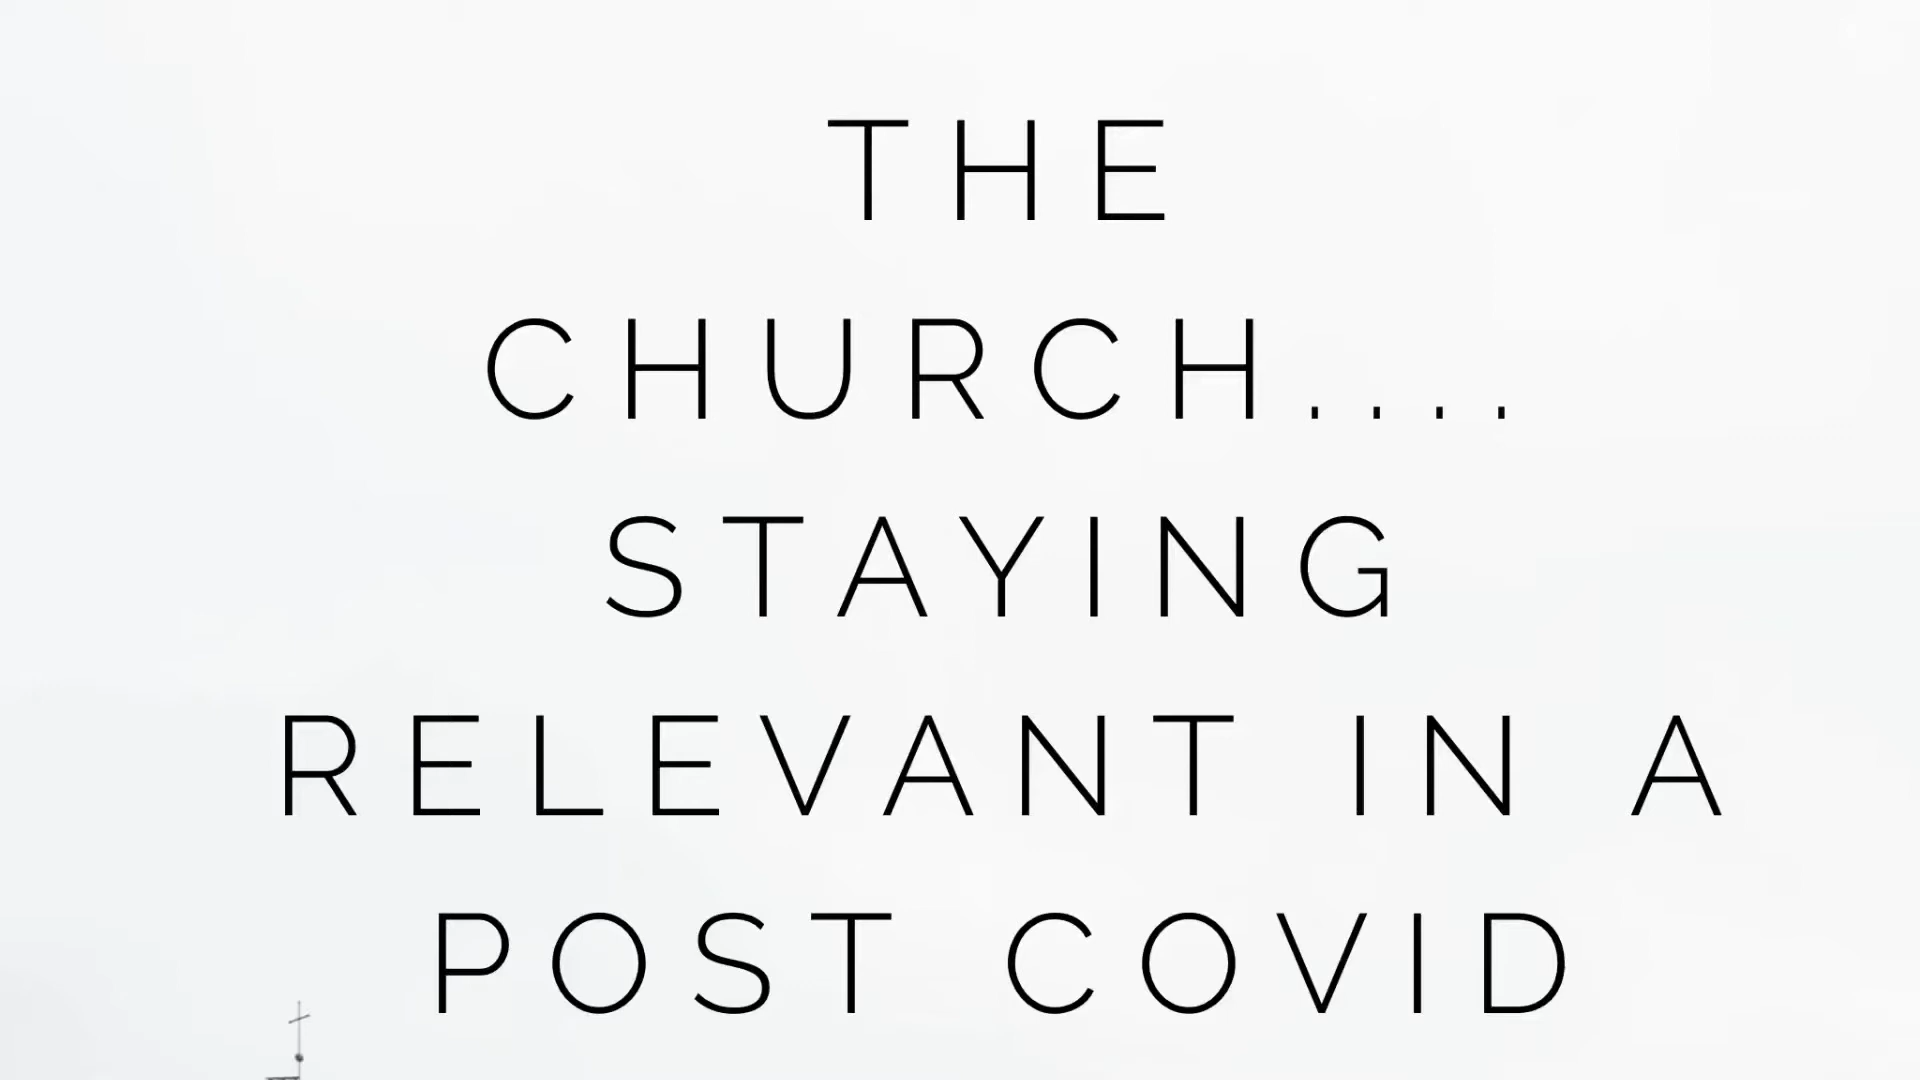 THE
CHURCH....
STAYING
RELEVANT IN A
POST COVID